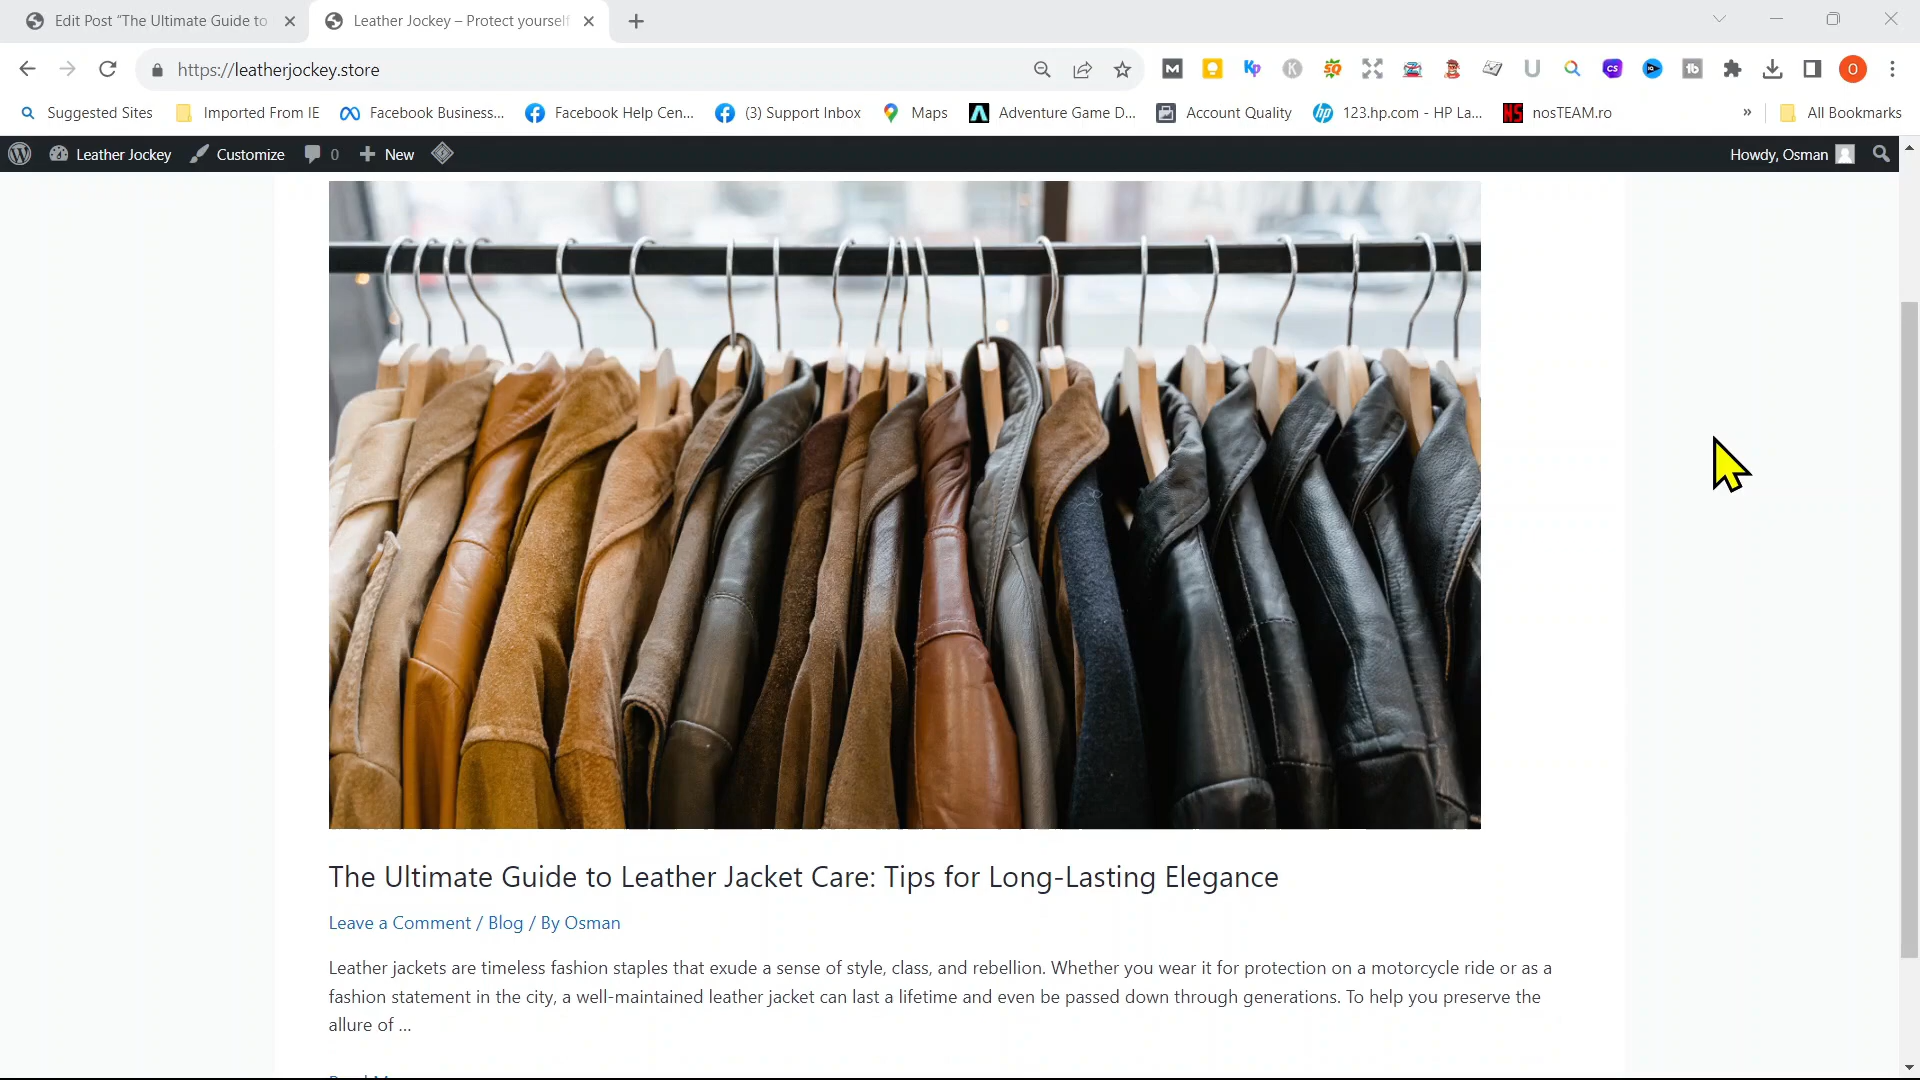 Edit Post "The Ultimate Guide to
Leather Jockey – Protect yourself
https://leatherjockey.store
Suggested Sites
Imported From IE
Facebook Business...
Facebook Help Cen...
(3) Support Inbox
Maps
Adventure Game D...
Account Quality
123.hp.com - HP La...
nosTEAM.ro
»
All Bookmarks
Leather Jockey
Customize
0
New
Howdy, Osman
The Ultimate Guide to Leather Jacket Care: Tips for Long-Lasting Elegance
Leave a Comment / Blog / By Osman
Leather jackets are timeless fashion staples that exude a sense of style, class, and rebellion. Whether you wear it for protection on a motorcycle ride or as a
fashion statement in the city, a well-maintained leather jacket can last a lifetime and even be passed down through generations. To help you preserve the
allure of ...